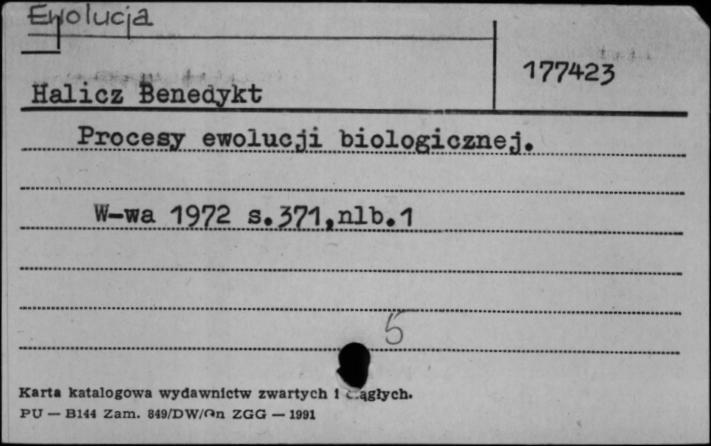 Ewolucja
177423
Halicz Benedykt
Procesy ewolucji biologicznej.
W-wa 1972 s.371,nlb.1
5
Karta katalogowa wydawnictw zwartych i ciągłych.
PU — B144 Zam. 849/DW/On ZGG — 1991